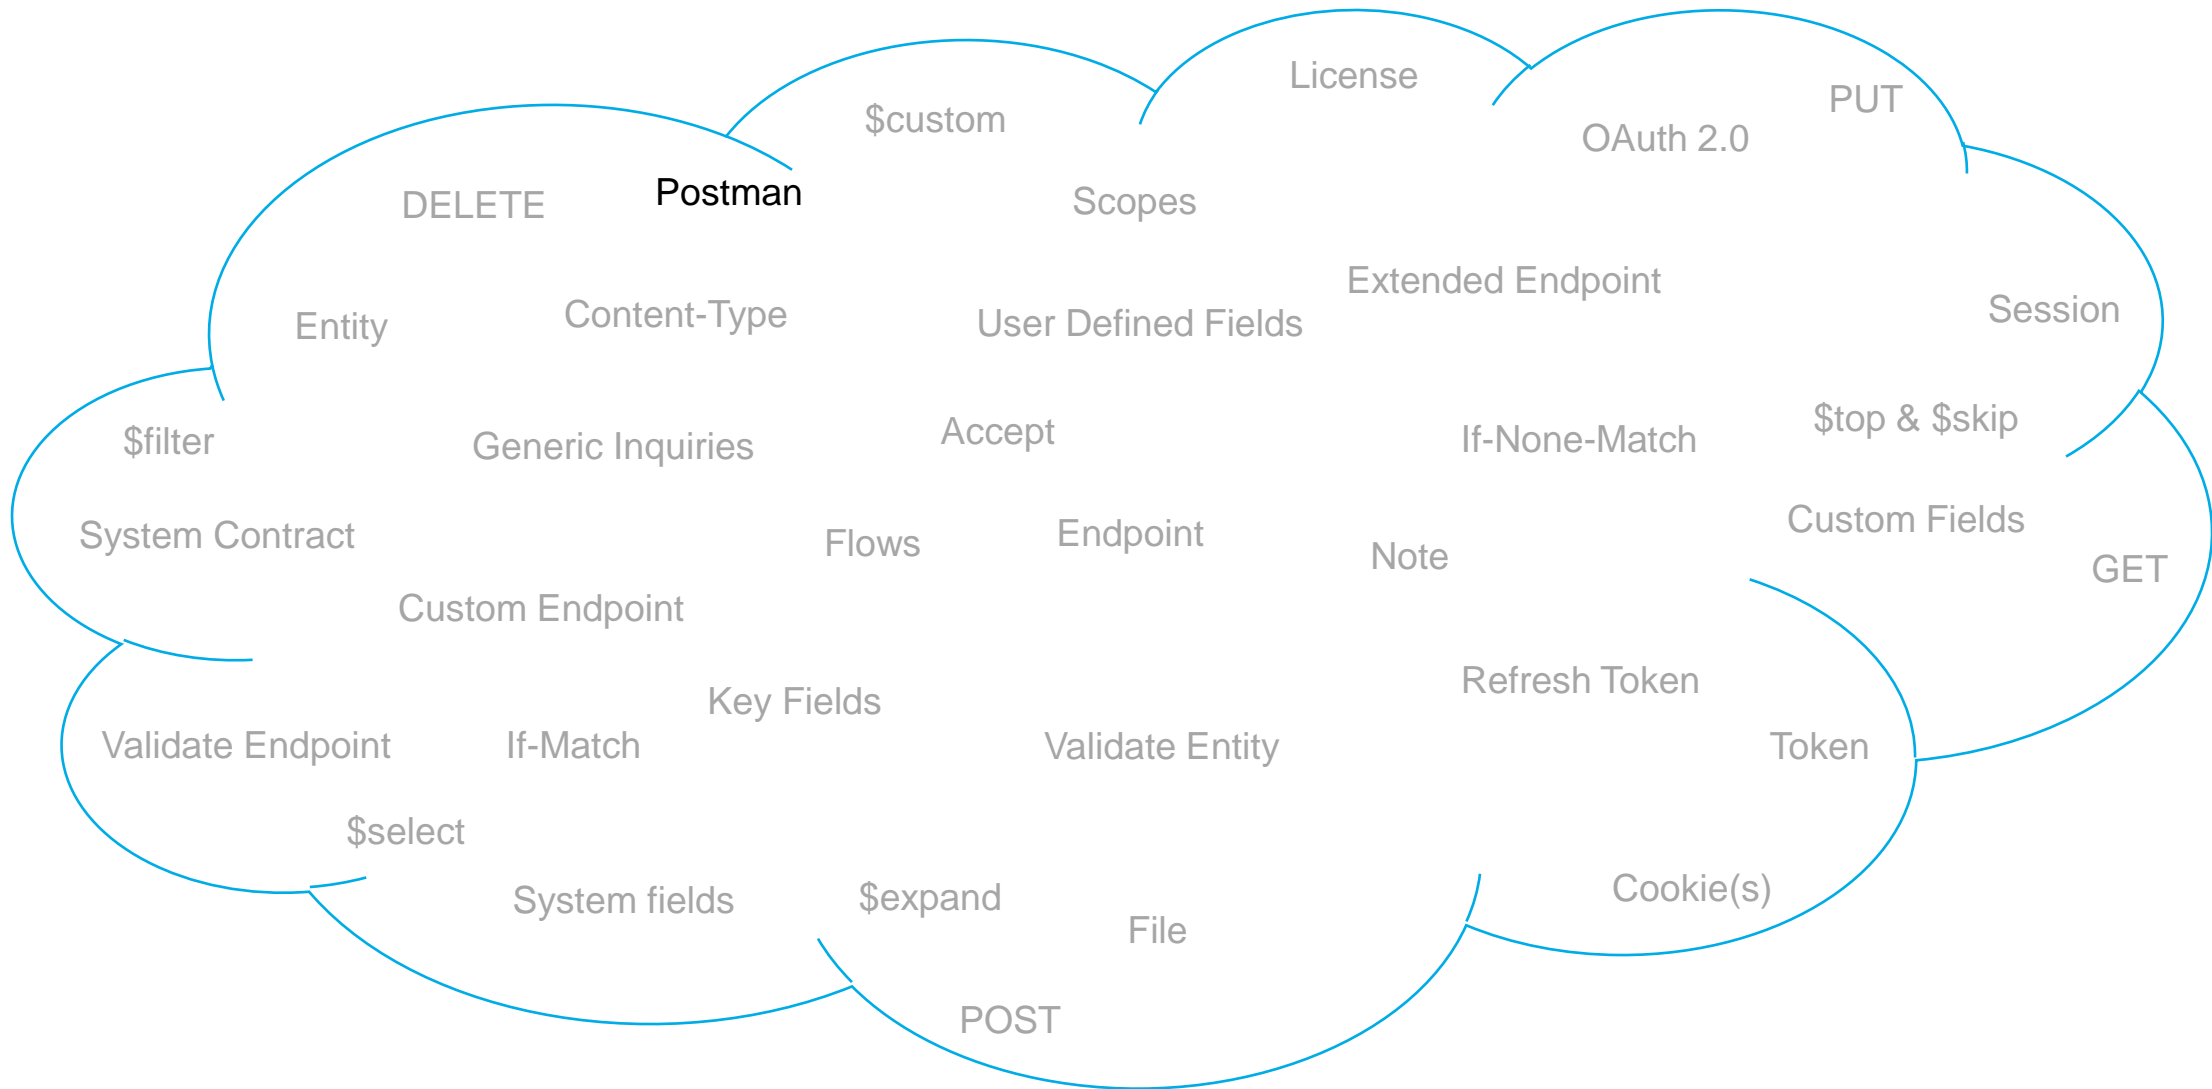 License
PUT
$custom
OAuth 2.0
Postman
Scopes
DELETE
Extended Endpoint
Session
Content-Type
User Defined Fields
Entity
$top & $skip
Accept
If-None-Match
$filter
Generic Inquiries
Custom Fields
Endpoint
System Contract
Flows
Note
GET
Custom Endpoint
Refresh Token
Key Fields
Validate Endpoint
If-Match
Validate Entity
Token
$select
Cookie(s)
$expand
System fields
File
POST